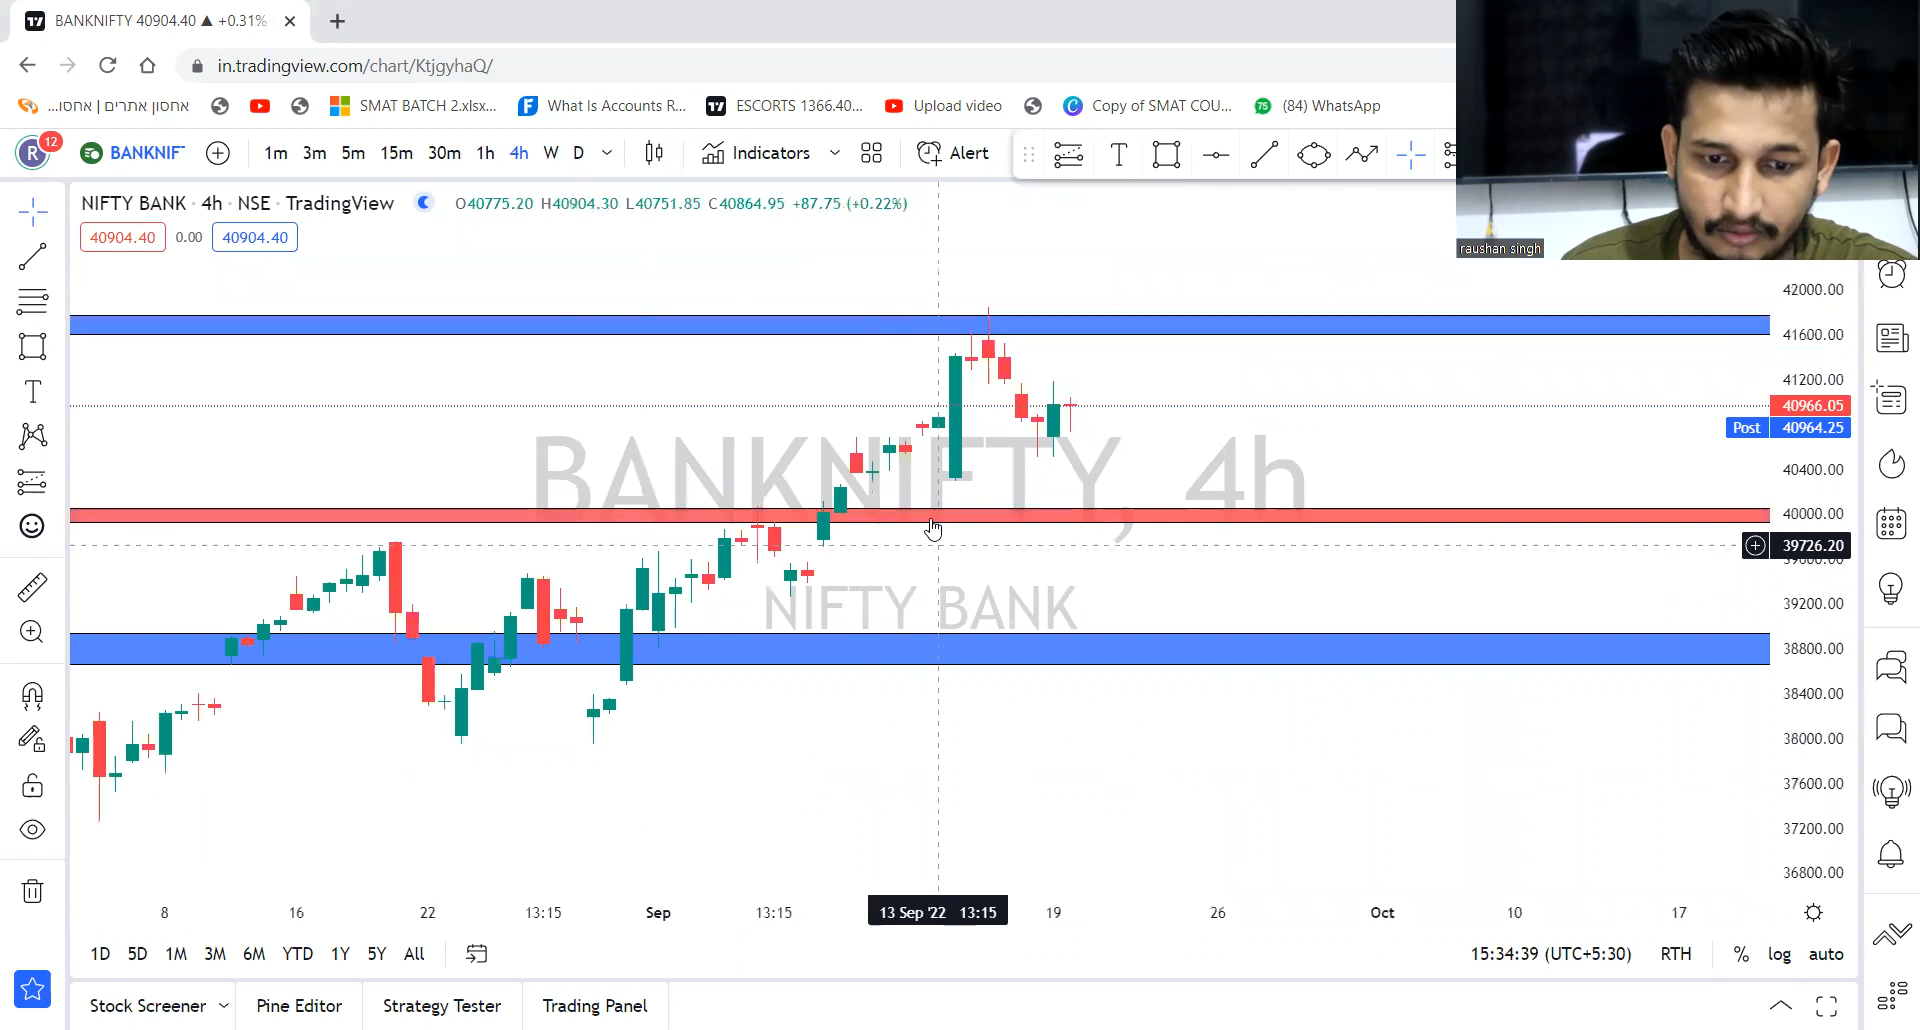 BANKNIFTY 40904.40 ▲ +0.31%
in.tradingview.com/chart/KtjgyhaQ/
אחסון אתרים | אחסו...
SMAT BATCH 2.xlsx...
What Is Accounts R...
ESCORTS 1366.40...
Upload video
Copy of SMAT COU...
75
(84) WhatsApp
R
12
BANKNIF
1m 3m 5m 15m 30m 1h 4h W D
Indicators
Alert
NIFTY BANK · 4h · NSE · TradingView
O40775.20 H40904.30 L40751.85 C40864.95 +87.75 (+0.22%)
40904.40 0.00 40904.40
raushan singh
BANKNIFTY, 4h
NIFTY BANK
42000.00
41600.00
41200.00
40966.05
Post 40964.25
40400.00
40000.00
39726.20
39600.00
39200.00
38800.00
38400.00
38000.00
37600.00
37200.00
36800.00
8 16 22 13:15 Sep 13:15 13 Sep '22 13:15 19 26 Oct 10 17
1D 5D 1M 3M 6M YTD 1Y 5Y All
15:34:39 (UTC+5:30) RTH % log auto
Stock Screener Pine Editor Strategy Tester Trading Panel